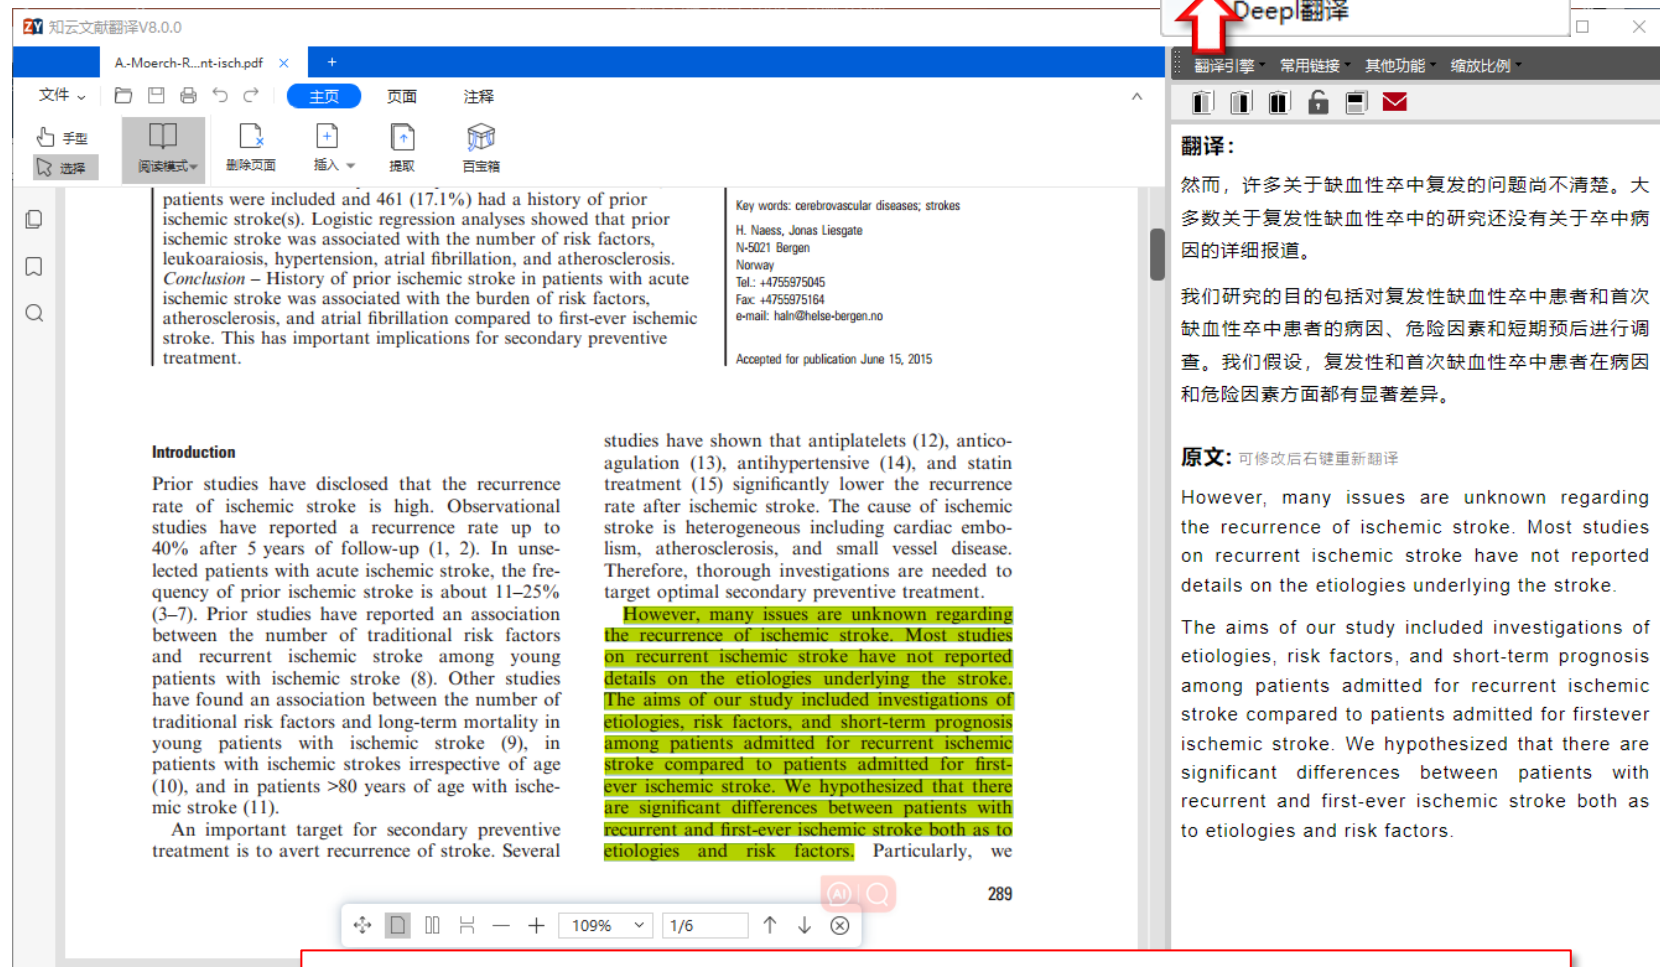 Deepl翻译
知云文献翻译V8.0.0
A.-Moerch-R...nt-isch.pdf
翻译引擎 常用链接 其他功能 缩放比例
文件 主页 页面 注释
手型
选择
阅读模式 删除页面 插入 提取 百宝箱
patients were included and 461 (17.1%) had a history of prior
ischemic stroke(s). Logistic regression analyses showed that prior
ischemic stroke was associated with the number of risk factors,
leukoaraiosis, hypertension, atrial fibrillation, and atherosclerosis.
Conclusion – History of prior ischemic stroke in patients with acute
ischemic stroke was associated with the burden of risk factors,
atherosclerosis, and atrial fibrillation compared to first-ever ischemic
stroke. This has important implications for secondary preventive
treatment.
Key words: cerebrovascular diseases; strokes
H. Naess, Jonas Liesgate
N-5021 Bergen
Norway
Tel.: +4755975045
Fax: +4755975164
e-mail: haln@helse-bergen.no
Accepted for publication June 15, 2015
Introduction
Prior studies have disclosed that the recurrence
rate of ischemic stroke is high. Observational
studies have reported a recurrence rate up to
40% after 5 years of follow-up (1, 2). In unse-
lected patients with acute ischemic stroke, the fre-
quency of prior ischemic stroke is about 11–25%
(3–7). Prior studies have reported an association
between the number of traditional risk factors
and recurrent ischemic stroke among young
patients with ischemic stroke (8). Other studies
have found an association between the number of
traditional risk factors and long-term mortality in
young patients with ischemic stroke (9), in
patients with ischemic strokes irrespective of age
(10), and in patients >80 years of age with ische-
mic stroke (11).
An important target for secondary preventive
treatment is to avert recurrence of stroke. Several
studies have shown that antiplatelets (12), antico-
agulation (13), antihypertensive (14), and statin
treatment (15) significantly lower the recurrence
rate after ischemic stroke. The cause of ischemic
stroke is heterogeneous including cardiac embo-
lism, atherosclerosis, and small vessel disease.
Therefore, thorough investigations are needed to
target optimal secondary preventive treatment.
However, many issues are unknown regarding
the recurrence of ischemic stroke. Most studies
on recurrent ischemic stroke have not reported
details on the etiologies underlying the stroke.
The aims of our study included investigations of
etiologies, risk factors, and short-term prognosis
among patients admitted for recurrent ischemic
stroke compared to patients admitted for first-
ever ischemic stroke. We hypothesized that there
are significant differences between patients with
recurrent and first-ever ischemic stroke both as to
etiologies and risk factors. Particularly, we
289
AI
109% 1/6
翻译：
然而，许多关于缺血性卒中复发的问题尚不清楚。大
多数关于复发性缺血性卒中的研究还没有关于卒中病
因的详细报道。
我们研究的目的包括对复发性缺血性卒中患者和首次
缺血性卒中患者的病因、危险因素和短期预后进行调
查。我们假设，复发性和首次缺血性卒中患者在病因
和危险因素方面都有显著差异。
原文: 可修改后右键重新翻译
However, many issues are unknown regarding
the recurrence of ischemic stroke. Most studies
on recurrent ischemic stroke have not reported
details on the etiologies underlying the stroke.
The aims of our study included investigations of
etiologies, risk factors, and short-term prognosis
among patients admitted for recurrent ischemic
stroke compared to patients admitted for firstever
ischemic stroke. We hypothesized that there are
significant differences between patients with
recurrent and first-ever ischemic stroke both as
to etiologies and risk factors.